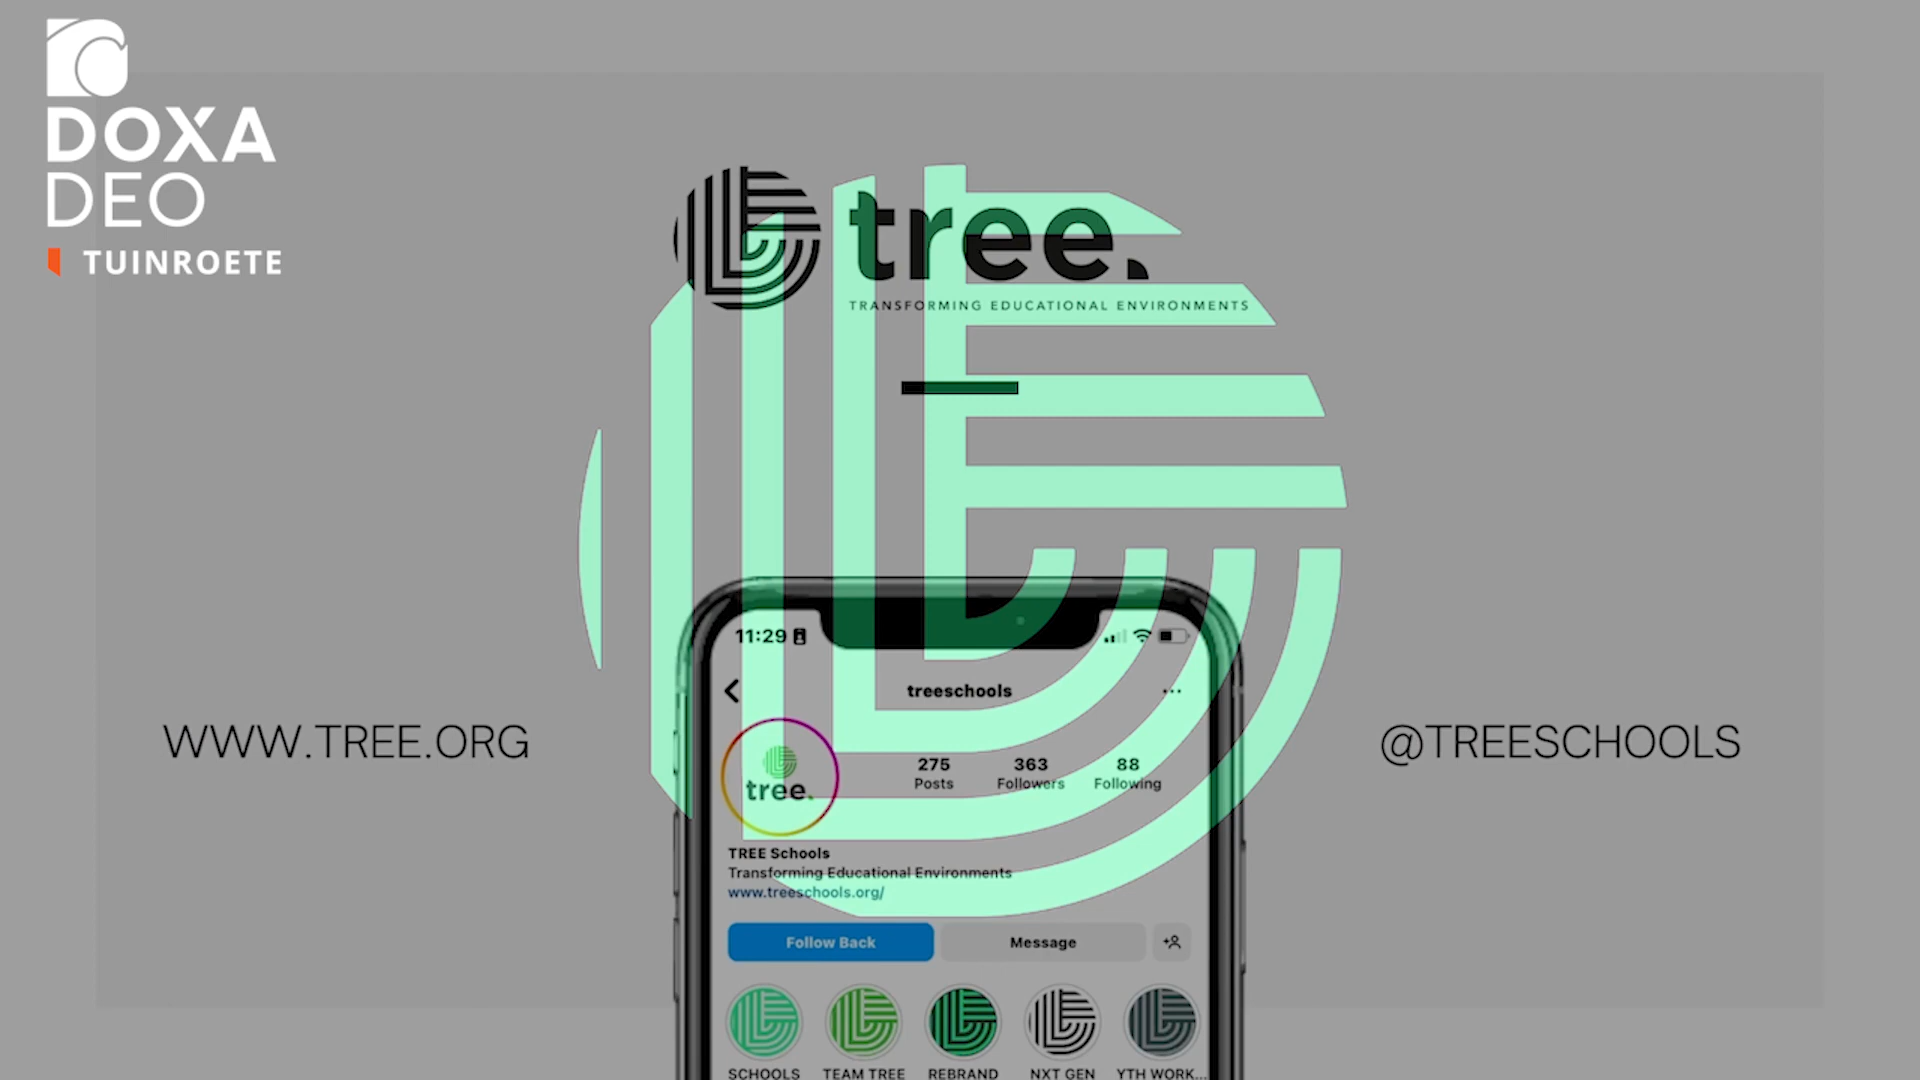 DOXA
DEO
TUINROETE
tree.
TRANSFORMING EDUCATIONAL ENVIRONMENTS
WWW.TREE.ORG
@TREESCHOOLS
11:29
treeschools
tree.
275
Posts
363
Followers
88
Following
TREE Schools
Transforming Educational Environments
www.treeschools.org/
Follow Back
Message
SCHOOLS
TEAM TREE
REBRAND
NXT GEN
YTH WORK...